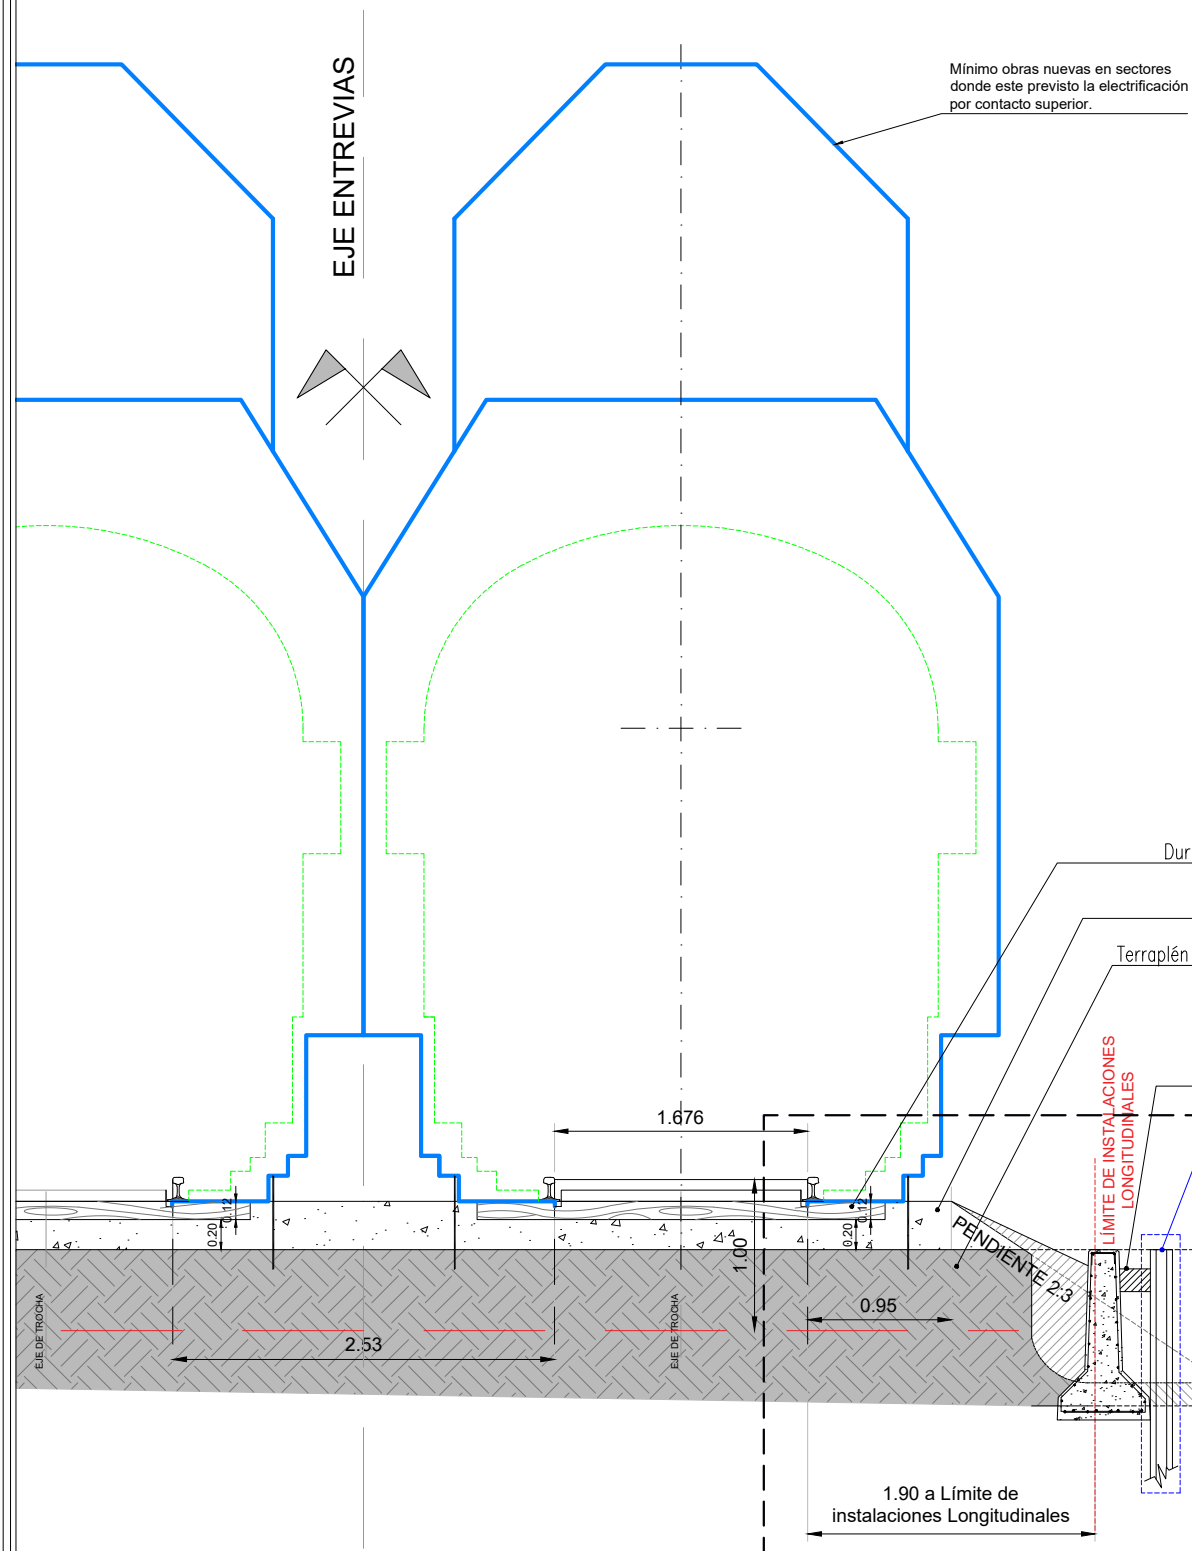 Mínimo obras nuevas en sectores
donde este previsto la electrificación
por contacto superior.
EJE ENTREVIAS
Dur
Terraplén
LÍMITE DE INSTALACIONES
LONGITUDINALES
1.676
0.12
0.20
0.12
0.20
1.00
PENDIENTE 2:3
0.95
2.53
EJE DE TROCHA
EJE DE TROCHA
1.90 a Límite de
instalaciones Longitudinales